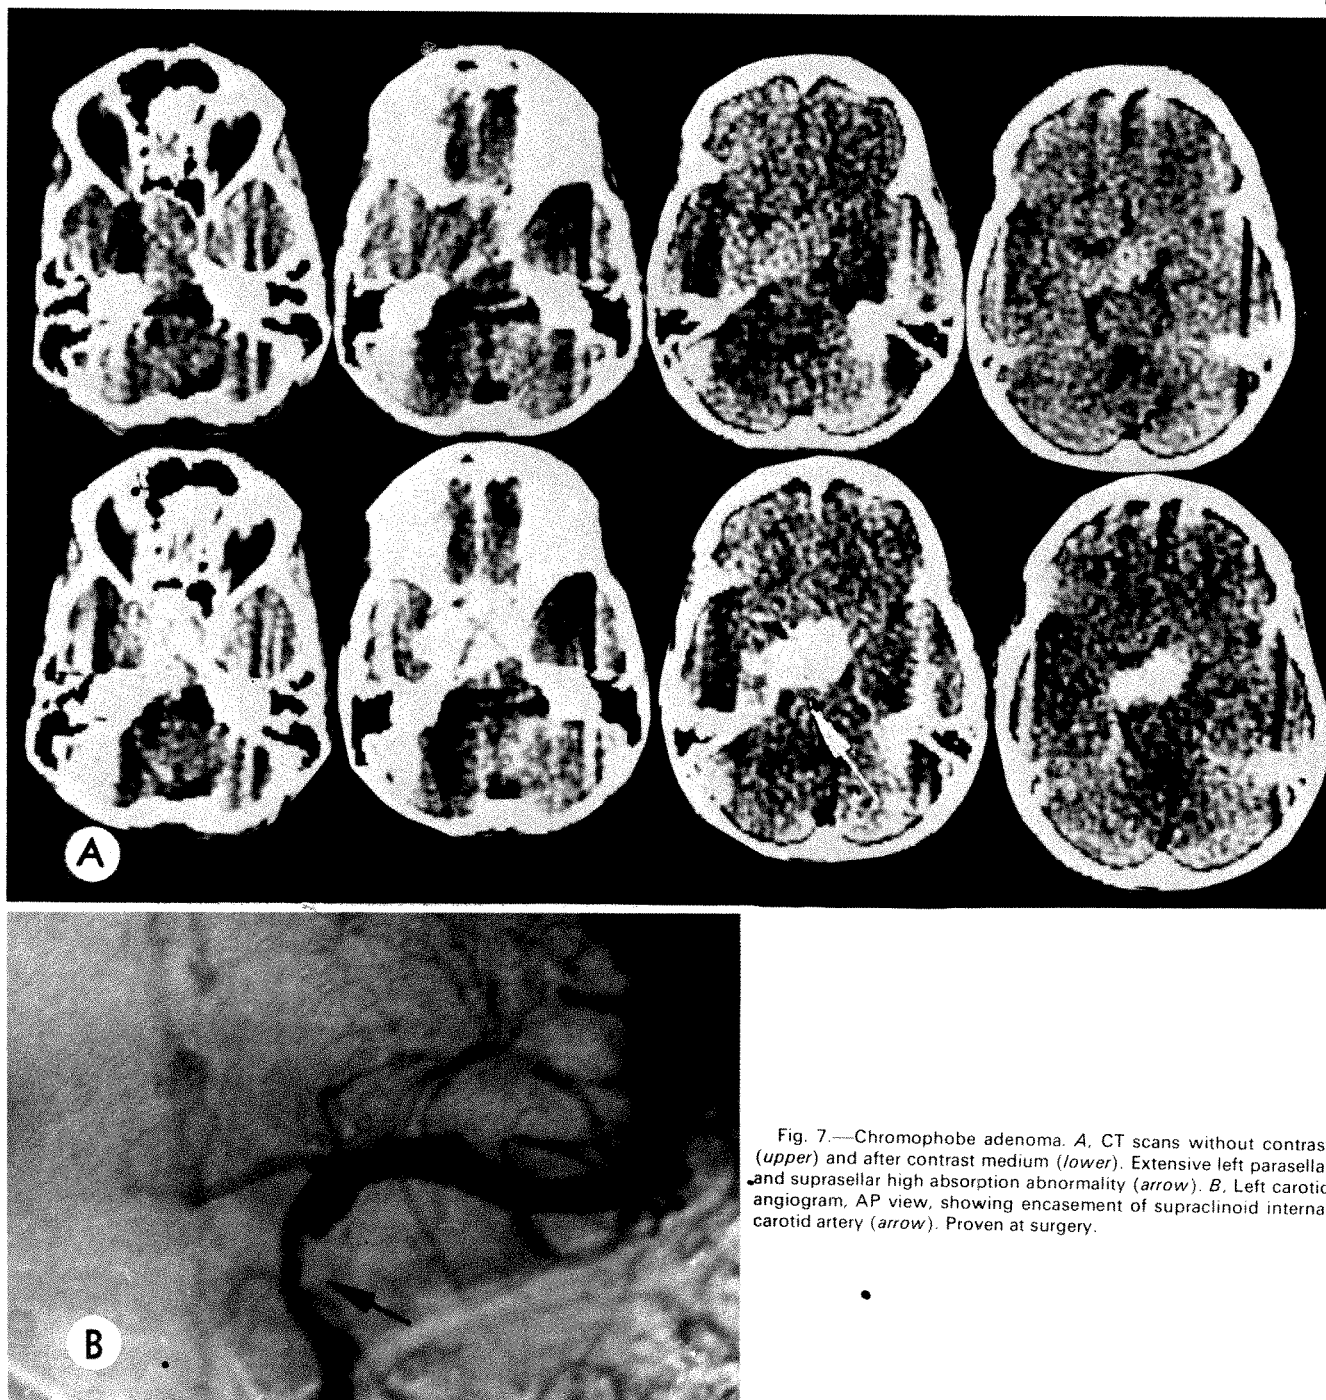 A
B
Fig. 7.—Chromophobe adenoma. A, CT scans without contras
(upper) and after contrast medium (lower). Extensive left parasella
and suprasellar high absorption abnormality (arrow). B, Left carotid
angiogram, AP view, showing encasement of supraclinoid interna
carotid artery (arrow). Proven at surgery.